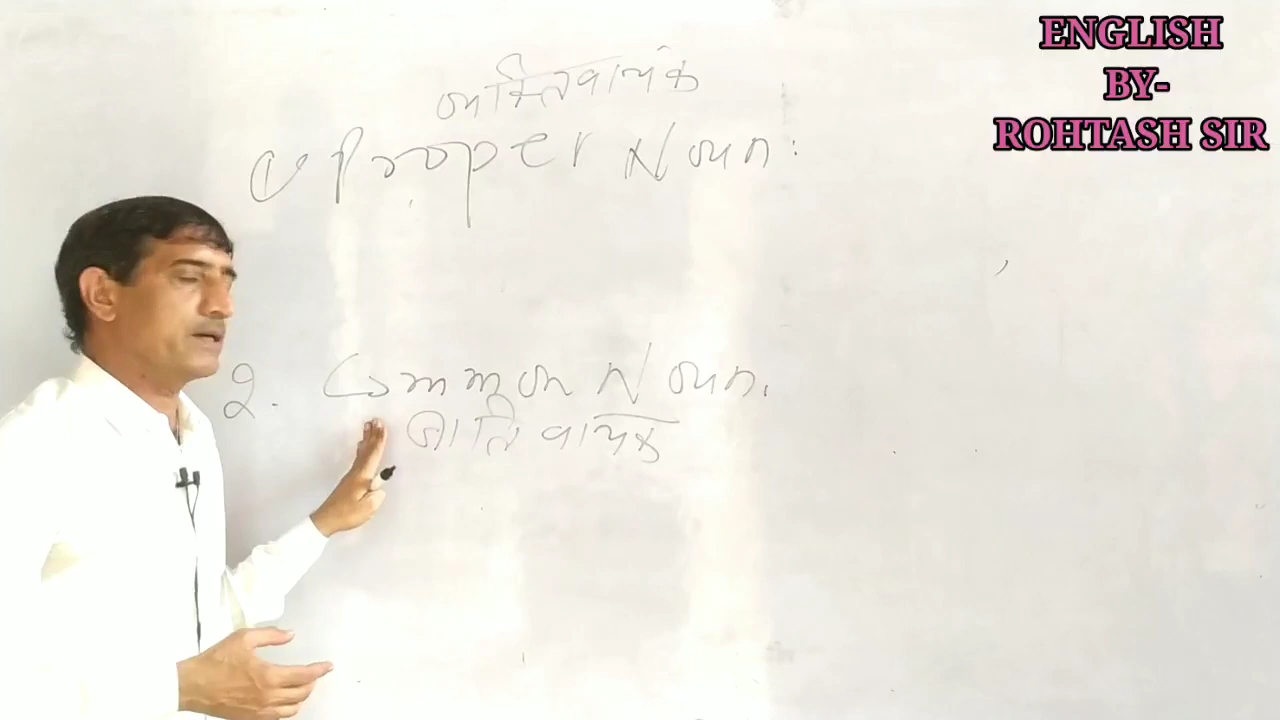 ENGLISH
BY-
ROHTASH SIR
व्यक्तिवाचक
① Proper Noun:
2. Common Noun.
जाति वाचक